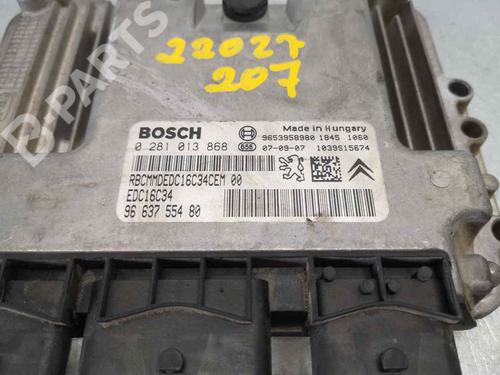 22027
207
BOSCH
9653958980 1845 1060
Made in Hungary
0 281 013 868
656
07-09-07
1039S15674
RBCMMDEDC16C34CEM 00
EDC16C34
96 637 554 80